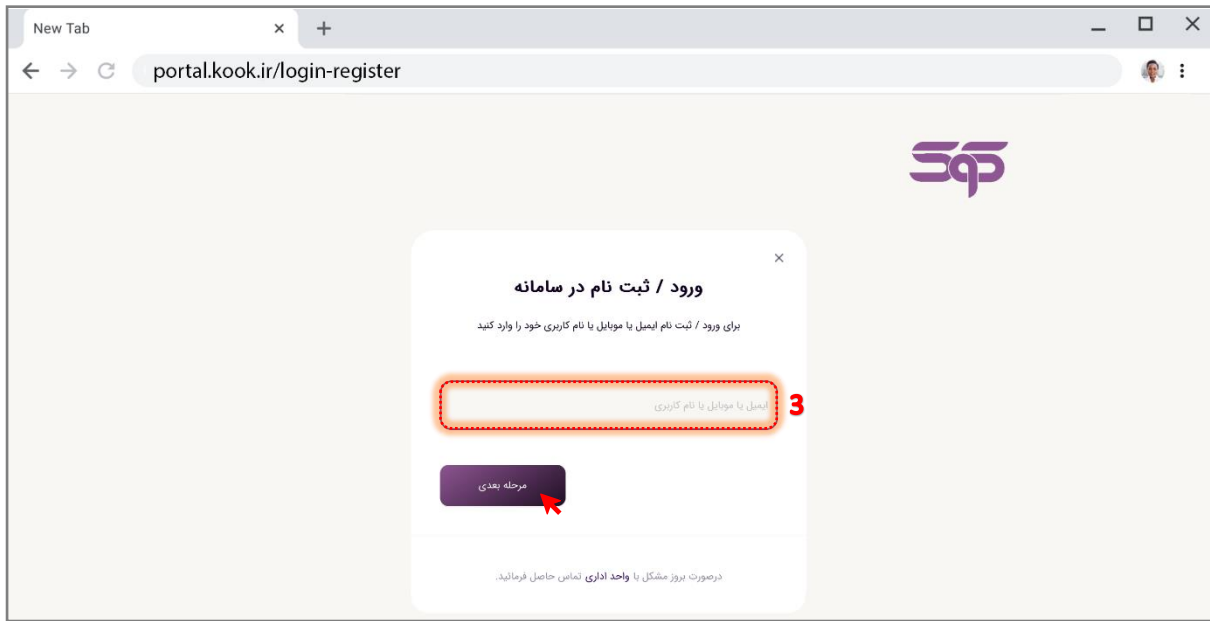 New Tab
portal.kook.ir/login-register
کوک
ورود / ثبت نام در سامانه
برای ورود / ثبت نام ایمیل یا موبایل یا نام کاربری خود را وارد کنید
ایمیل یا موبایل یا نام کاربری
3
مرحله بعدی
درصورت بروز مشکل با واحد اداری تماس حاصل فرمائید.